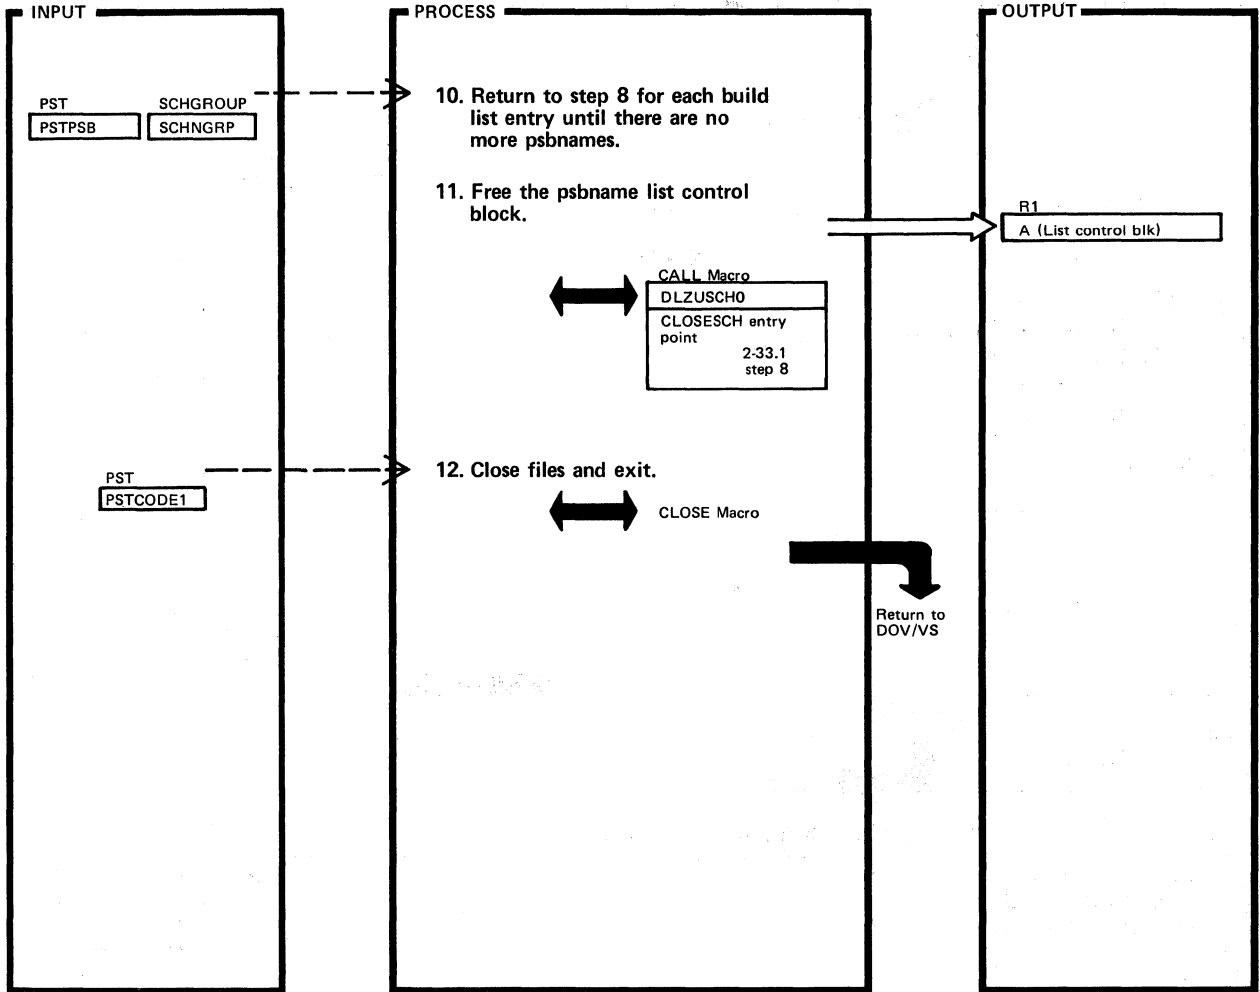 INPUT
PROCESS
OUTPUT
PST SCHGROUP
PSTPSB SCHNGRP
10. Return to step 8 for each build
list entry until there are no
more psbnames.
11. Free the psbname list control
block.
R1
A (List control blk)
CALL Macro
DLZUSCH0
CLOSESCH entry
point
2-33.1
step 8
PST
PSTCODE1
12. Close files and exit.
CLOSE Macro
Return to
DOV/VS